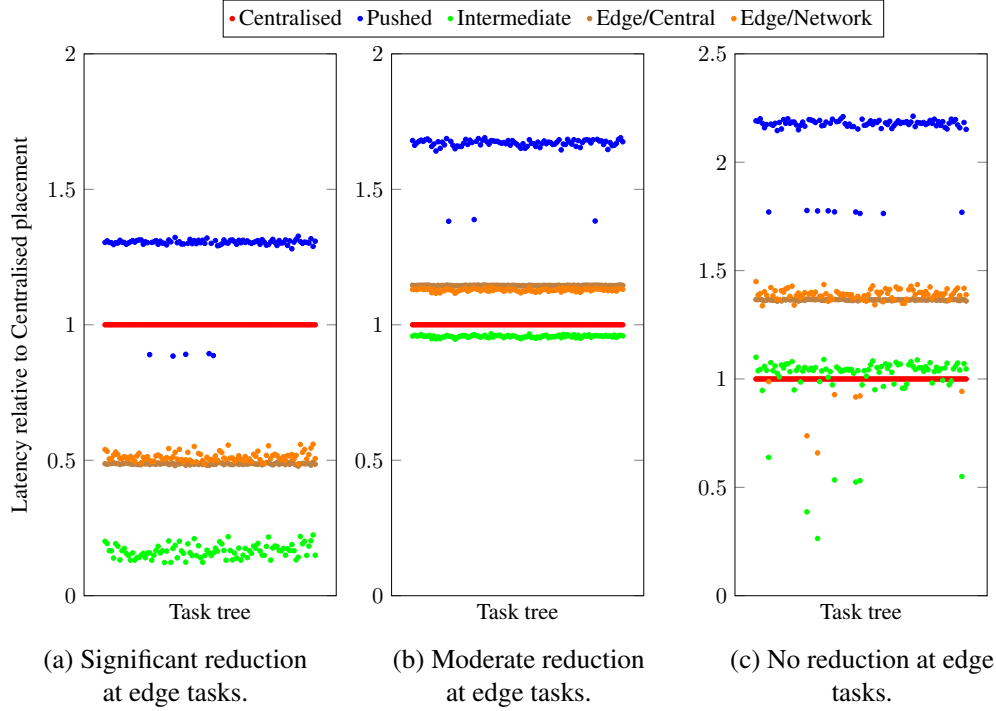 Centralised Pushed Intermediate Edge/Central Edge/Network
Latency relative to Centralised placement
2
1.5
1
0.5
0
Task tree
(a) Significant reduction
at edge tasks.
2
1.5
1
0.5
0
Task tree
(b) Moderate reduction
at edge tasks.
2.5
2
1.5
1
0.5
0
Task tree
(c) No reduction at edge
tasks.